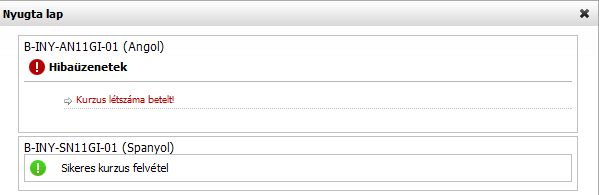 Nyugta lap
B-INY-AN11GI-01 (Angol)
Hibaüzenetek
Kurzus létszáma betelt!
B-INY-SN11GI-01 (Spanyol)
Sikeres kurzus felvétel